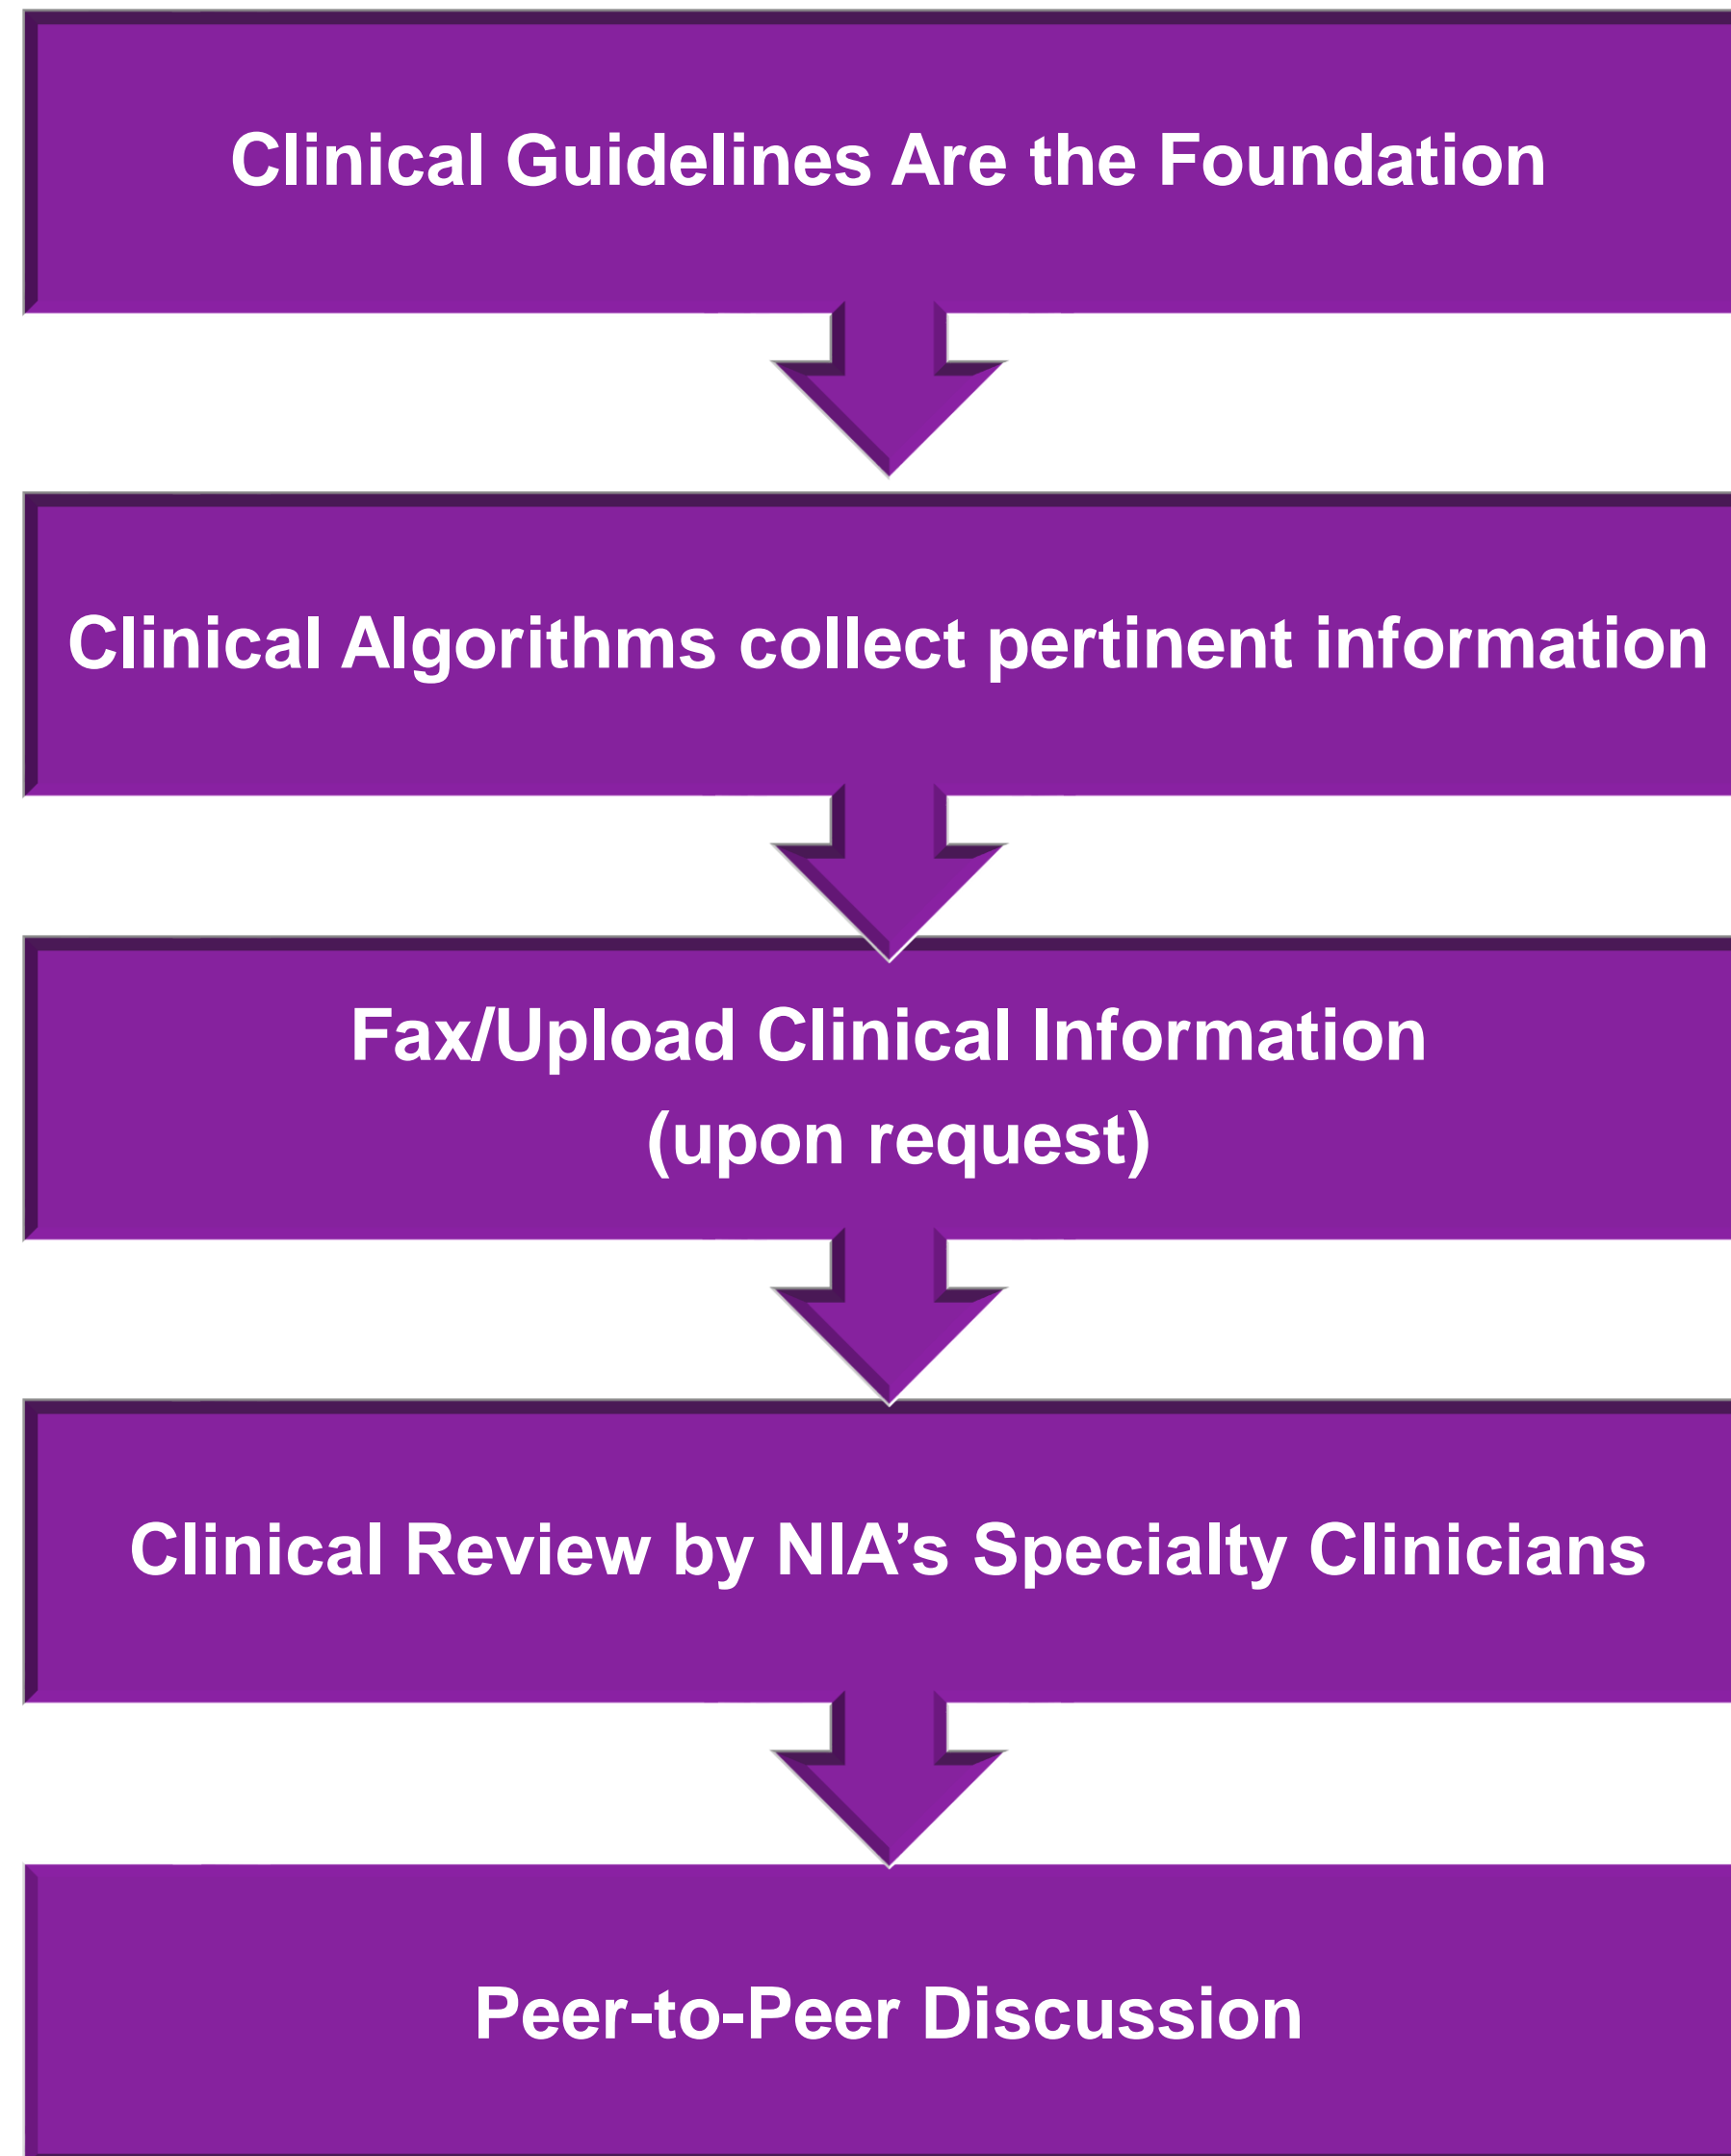 Clinical Guidelines Are the Foundation
Clinical Algorithms collect pertinent information
Fax/Upload Clinical Information
(upon request)
Clinical Review by NIA’s Specialty Clinicians
Peer-to-Peer Discussion